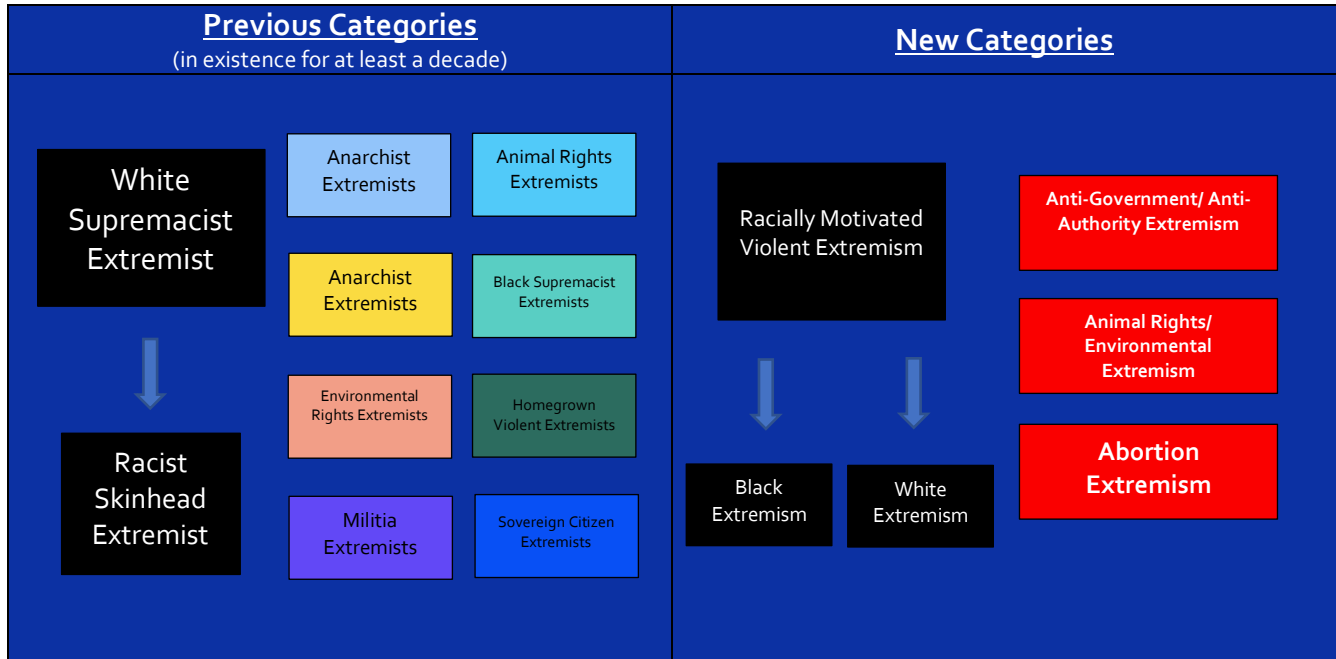 Previous Categories
(in existence for at least a decade)
New Categories
White
Supremacist
Extremist
Racist
Skinhead
Extremist
Anarchist
Extremists
Animal Rights
Extremists
Anarchist
Extremists
Black Supremacist
Extremists
Environmental
Rights Extremists
Homegrown
Violent Extremists
Militia
Extremists
Sovereign Citizen
Extremists
Racially Motivated
Violent Extremism
Black
Extremism
White
Extremism
Anti-Government/ Anti-
Authority Extremism
Animal Rights/
Environmental
Extremism
Abortion
Extremism